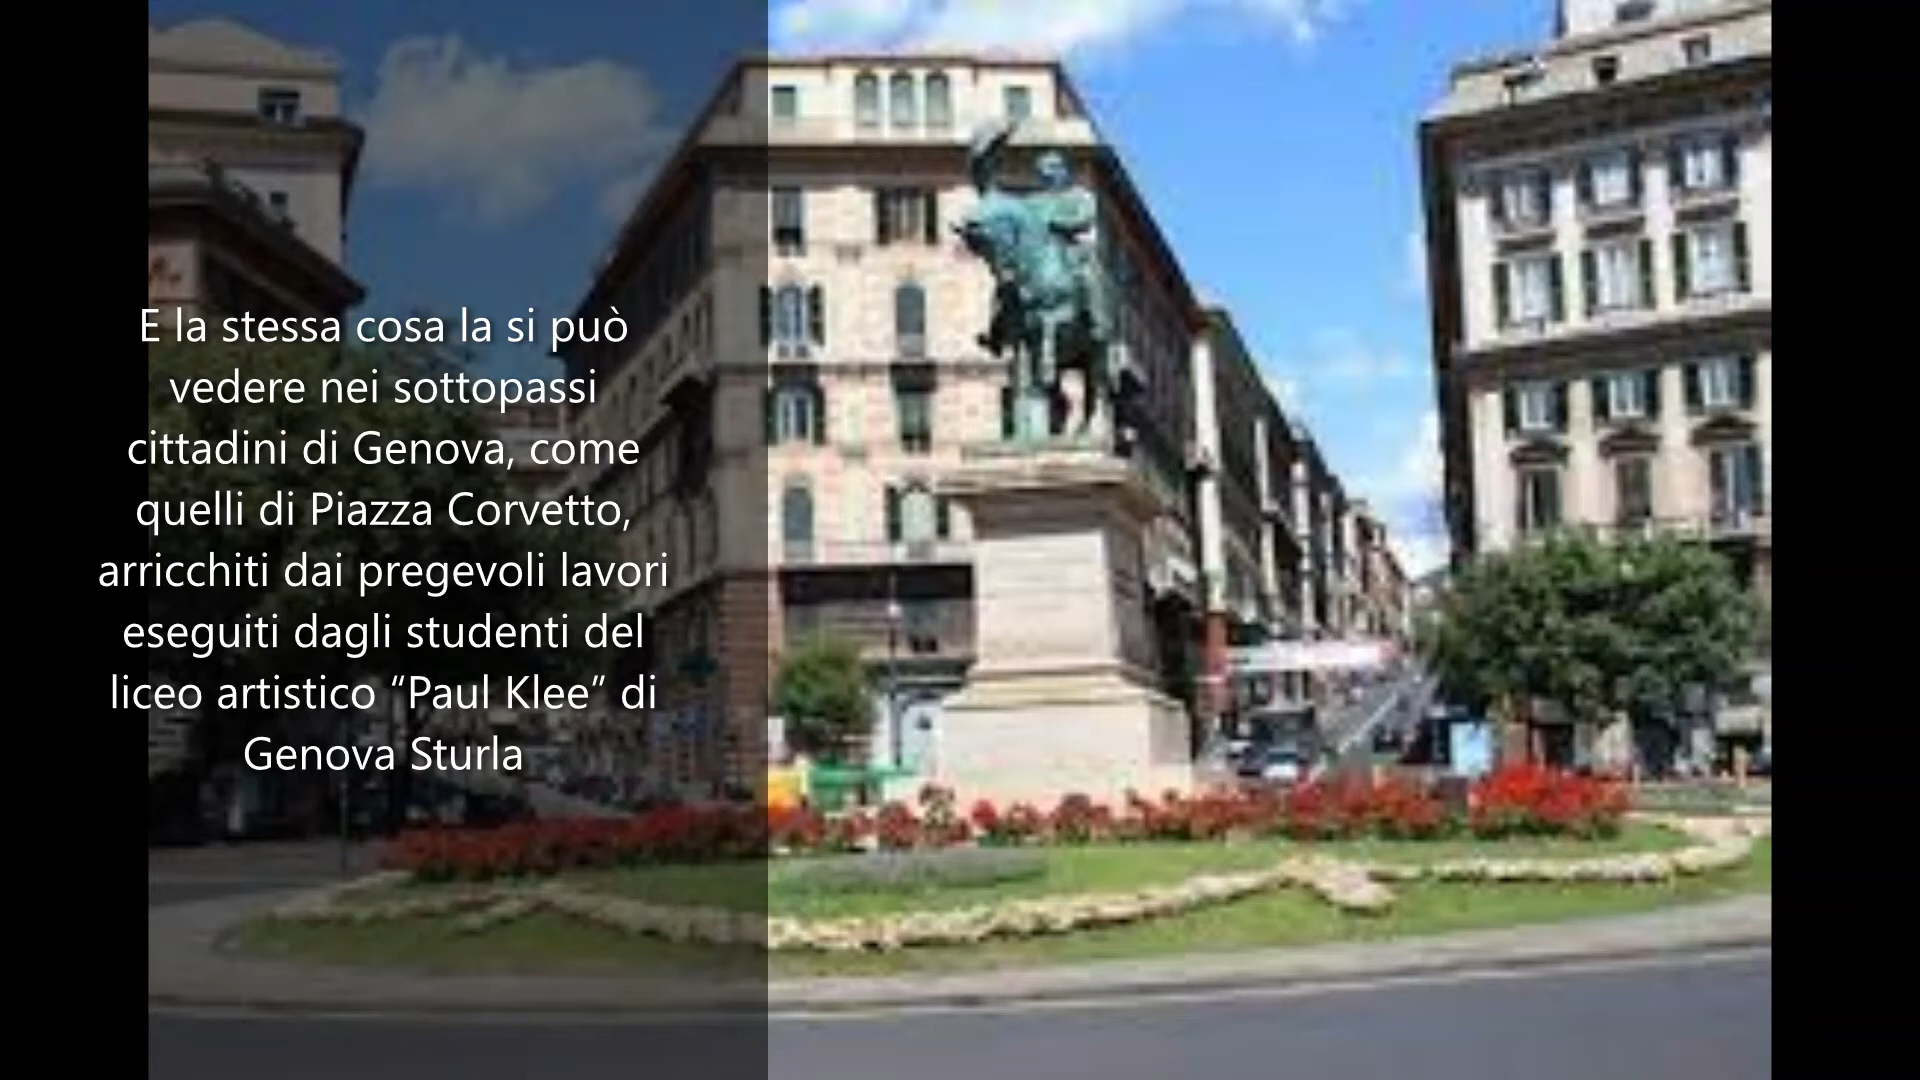 E la stessa cosa la si può
vedere nei sottopassi
cittadini di Genova, come
quelli di Piazza Corvetto,
arricchiti dai pregevoli lavori
eseguiti dagli studenti del
liceo artistico “Paul Klee” di
Genova Sturla